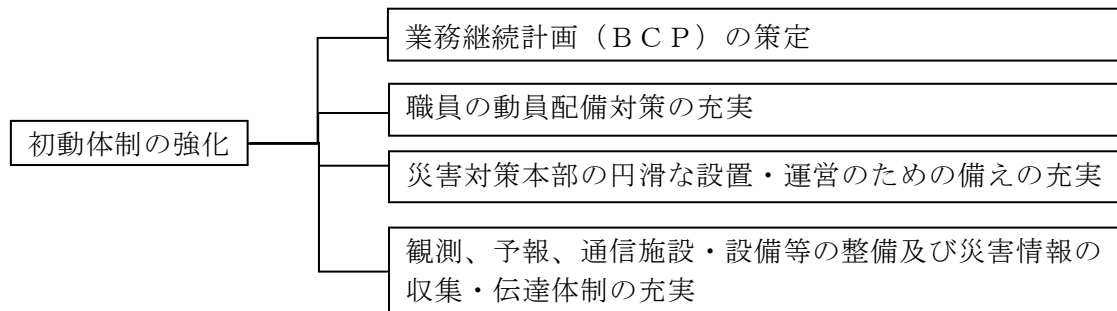 業務継続計画（ＢＣＰ）の策定
職員の動員配備対策の充実
初動体制の強化
災害対策本部の円滑な設置・運営のための備えの充実
観測、予報、通信施設・設備等の整備及び災害情報の
収集・伝達体制の充実